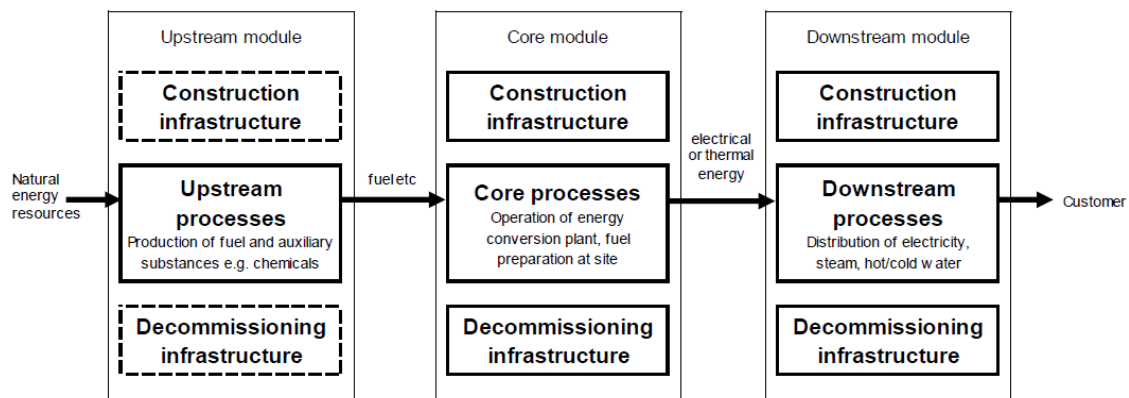 Upstream module
Construction
infrastructure
Natural
energy
resources
Upstream
processes
Production of fuel and auxiliary
substances e.g. chemicals
Decommissioning
infrastructure
fuel etc
Core module
Construction
infrastructure
Core processes
Operation of energy
conversion plant, fuel
preparation at site
Decommissioning
infrastructure
electrical
or thermal
energy
Downstream module
Construction
infrastructure
Downstream
processes
Distribution of electricity,
steam, hot/cold water
Decommissioning
infrastructure
Customer